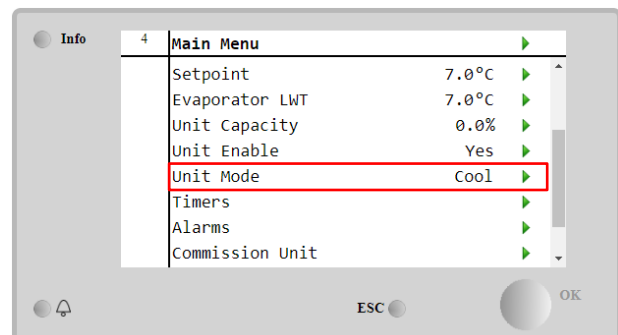 Info
4 Main Menu
Setpoint 7.0°C
Evaporator LWT 7.0°C
Unit Capacity 0.0%
Unit Enable Yes
Unit Mode Cool
Timers
Alarms
Commission Unit
ESC
OK